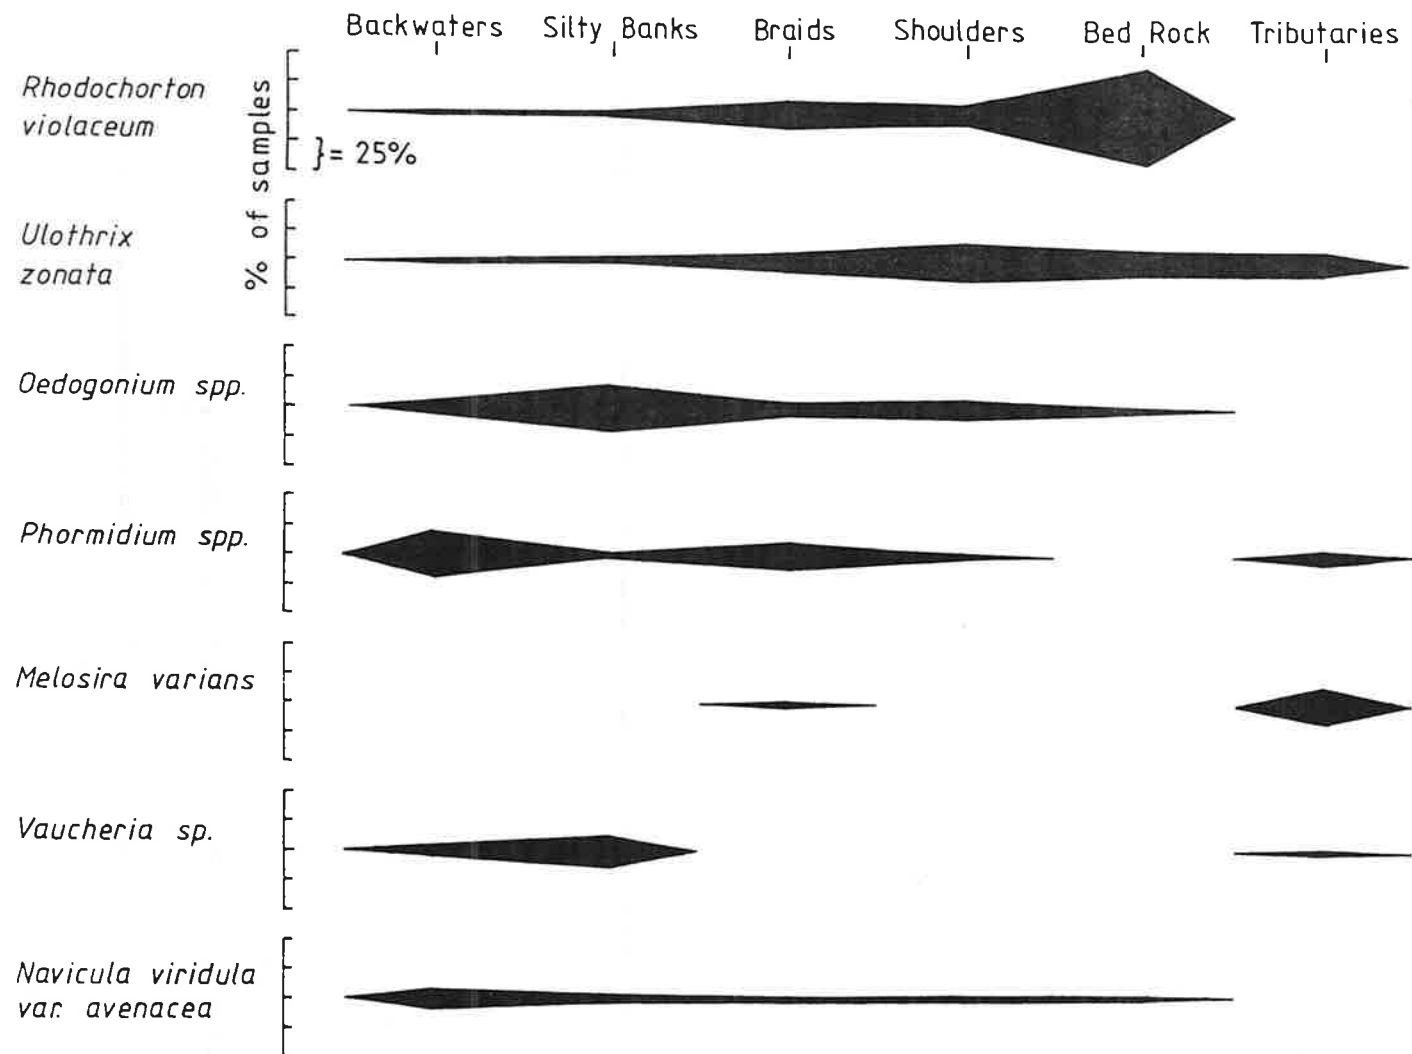 Backwaters Silty Banks Braids Shoulders Bed Rock Tributaries
Rhodochorton
violaceum
% of samples
}= 25%
Ulothrix
zonata
Oedogonium spp.
Phormidium spp.
Melosira varians
Vaucheria sp.
Navicula viridula
var. avenacea